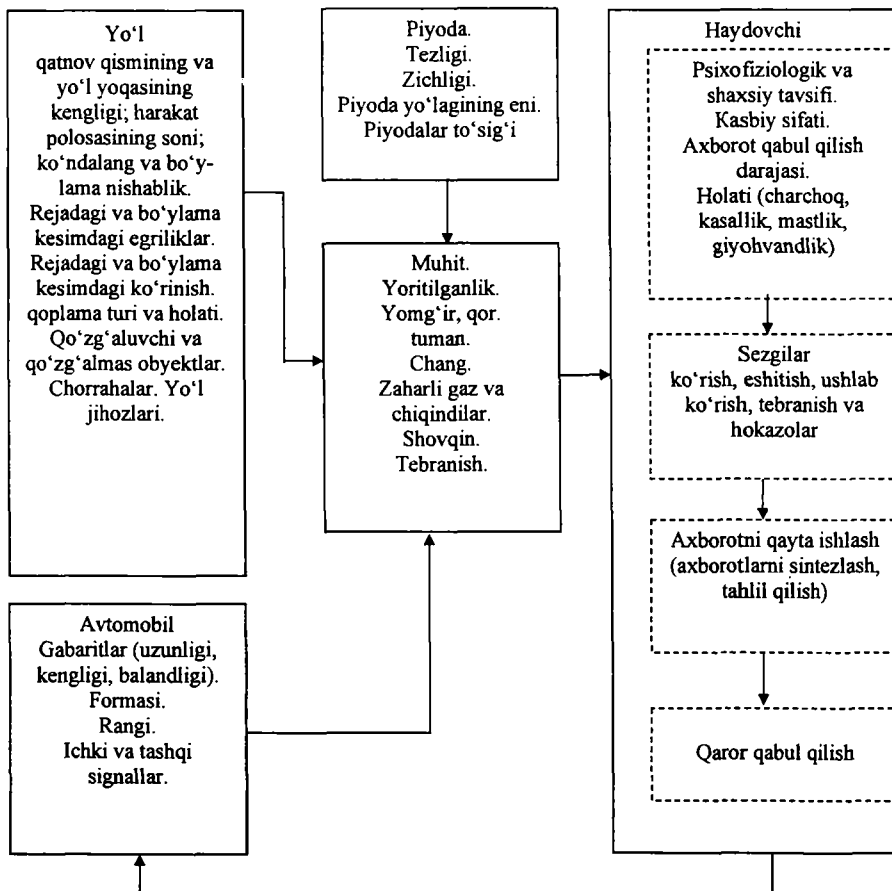 Yo‘l
qatnov qismining va
yo‘l yoqasining
kengligi; harakat
polosasining soni;
ko‘ndalang va bo‘y-
lama nishablik.
Rejadagi va bo‘ylama
kesimdagi egriliklar.
Rejadagi va bo‘ylama
kesimdagi ko‘rinish.
qoplama turi va holati.
Qo‘zg‘aluvchi va
qo‘zg‘almas obyektlar.
Chorrahalar. Yo‘l
jihozlari.
Piyoda.
Tezligi.
Zichligi.
Piyoda yo‘lagining eni.
Piyodalar to‘sig‘i
Muhit.
Yoritilganlik.
Yomg‘ir, qor.
tuman.
Chang.
Zaharli gaz va
chiqindilar.
Shovqin.
Tebranish.
Avtomobil
Gabaritlar (uzunligi,
kengligi, balandligi).
Formasi.
Rangi.
Ichki va tashqi
signallar.
Haydovchi
Psixofiziologik va
shaxsiy tavsifi.
Kasbiy sifati.
Axborot qabul qilish
darajasi.
Holati (charchoq,
kasallik, mastlik,
giyohvandlik)
Sezgilar
ko‘rish, eshitish, ushlab
ko‘rish, tebranish va
hokazolar
Axborotni qayta ishlash
(axborotlarni sintezlash,
tahlil qilish)
Qaror qabul qilish